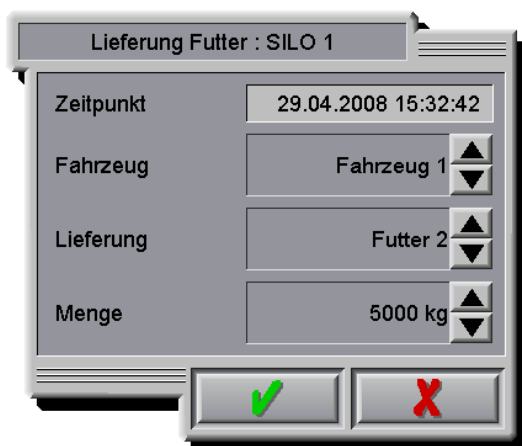 Lieferung Futter : SILO 1
Zeitpunkt 29.04.2008 15:32:42
Fahrzeug Fahrzeug 1
Lieferung Futter 2
Menge 5000 kg